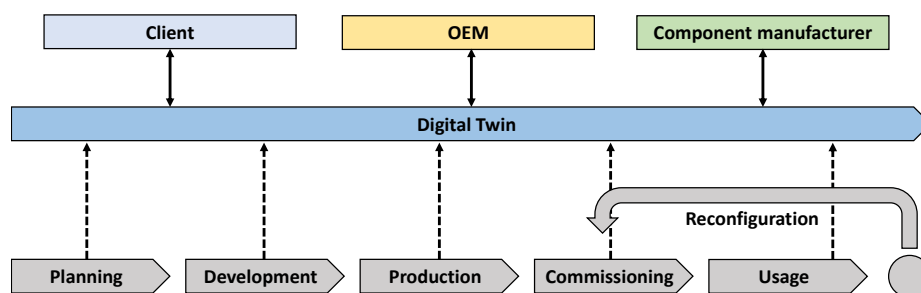 Client
OEM
Component manufacturer
Digital Twin
Reconfiguration
Planning
Development
Production
Commissioning
Usage